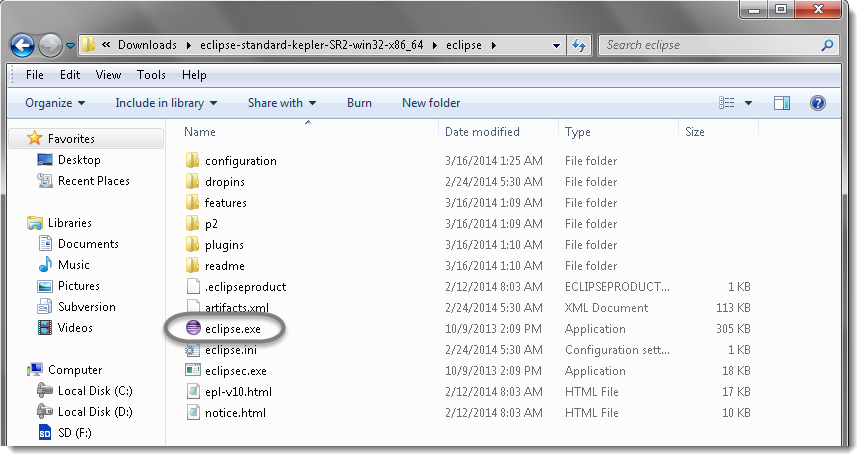 « Downloads ▸ eclipse-standard-kepler-SR2-win32-x86_64 ▸ eclipse ▸ Search eclipse
File Edit View Tools Help
Organize Include in library Share with Burn New folder
Name Date modified Type Size
Favorites
Desktop
Recent Places
Libraries
Documents
Music
Pictures
Subversion
Videos
Computer
Local Disk (C:)
Local Disk (D:)
SD (F:)
configuration 3/16/2014 1:25 AM File folder
dropins 2/24/2014 5:30 AM File folder
features 3/16/2014 1:09 AM File folder
p2 3/16/2014 1:09 AM File folder
plugins 3/16/2014 1:10 AM File folder
readme 3/16/2014 1:10 AM File folder
.eclipseproduct 2/12/2014 8:03 AM ECLIPSEPRODUCT... 1 KB
artifacts.xml 2/24/2014 5:30 AM XML Document 113 KB
eclipse.exe 10/9/2013 2:09 PM Application 305 KB
eclipse.ini 2/24/2014 5:30 AM Configuration sett... 1 KB
eclipsec.exe 10/9/2013 2:09 PM Application 18 KB
epl-v10.html 2/12/2014 8:03 AM HTML File 17 KB
notice.html 2/12/2014 8:03 AM HTML File 10 KB